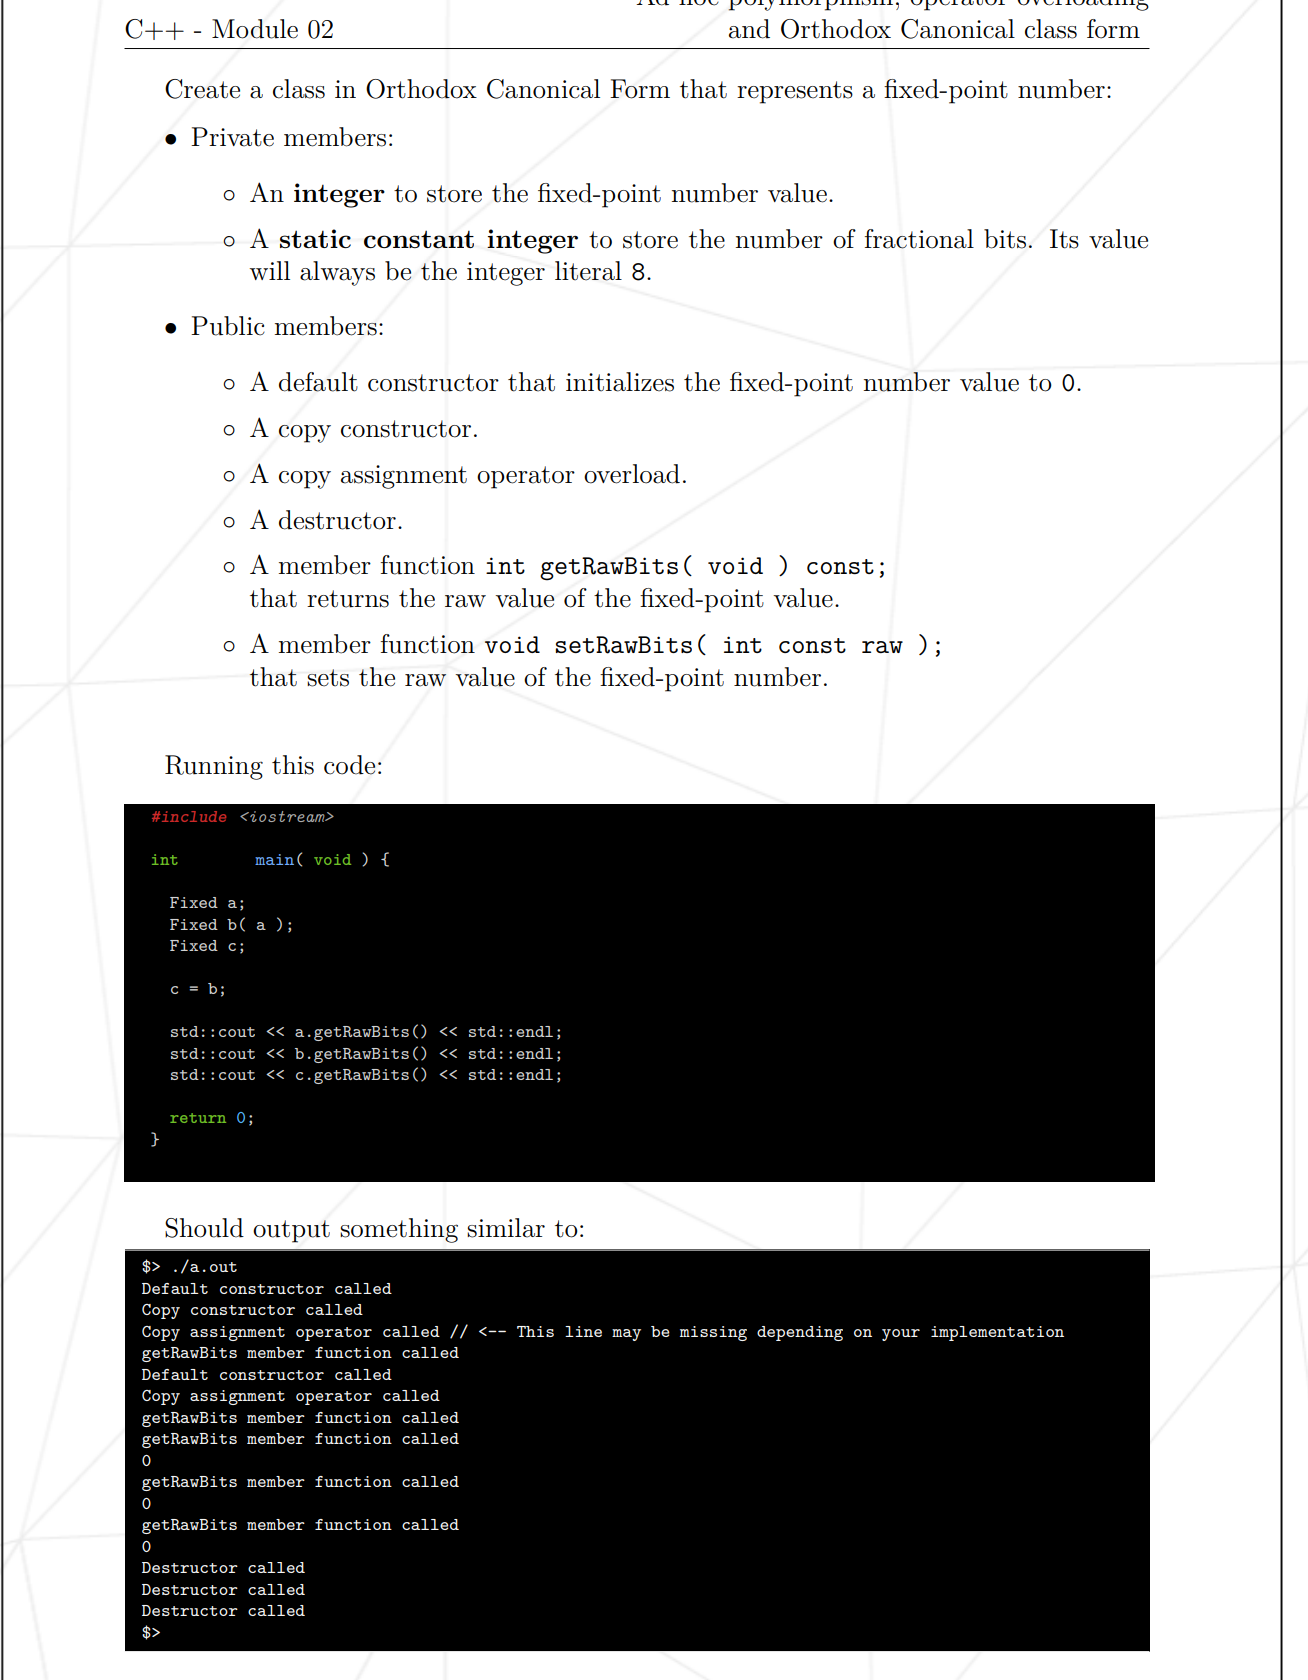 Ad hoc polymorphism, operator overloading
C++ - Module 02 and Orthodox Canonical class form
Create a class in Orthodox Canonical Form that represents a fixed-point number:
• Private members:
◦ An integer to store the fixed-point number value.
◦ A static constant integer to store the number of fractional bits. Its value
will always be the integer literal 8.
• Public members:
◦ A default constructor that initializes the fixed-point number value to 0.
◦ A copy constructor.
◦ A copy assignment operator overload.
◦ A destructor.
◦ A member function int getRawBits( void ) const;
that returns the raw value of the fixed-point value.
◦ A member function void setRawBits( int const raw );
that sets the raw value of the fixed-point number.
Running this code:
#include <iostream>
int main( void ) {
Fixed a;
Fixed b( a );
Fixed c;
c = b;
std::cout << a.getRawBits() << std::endl;
std::cout << b.getRawBits() << std::endl;
std::cout << c.getRawBits() << std::endl;
return 0;
}
Should output something similar to:
$> ./a.out
Default constructor called
Copy constructor called
Copy assignment operator called // <-- This line may be missing depending on your implementation
getRawBits member function called
Default constructor called
Copy assignment operator called
getRawBits member function called
getRawBits member function called
0
getRawBits member function called
0
getRawBits member function called
0
Destructor called
Destructor called
Destructor called
$>